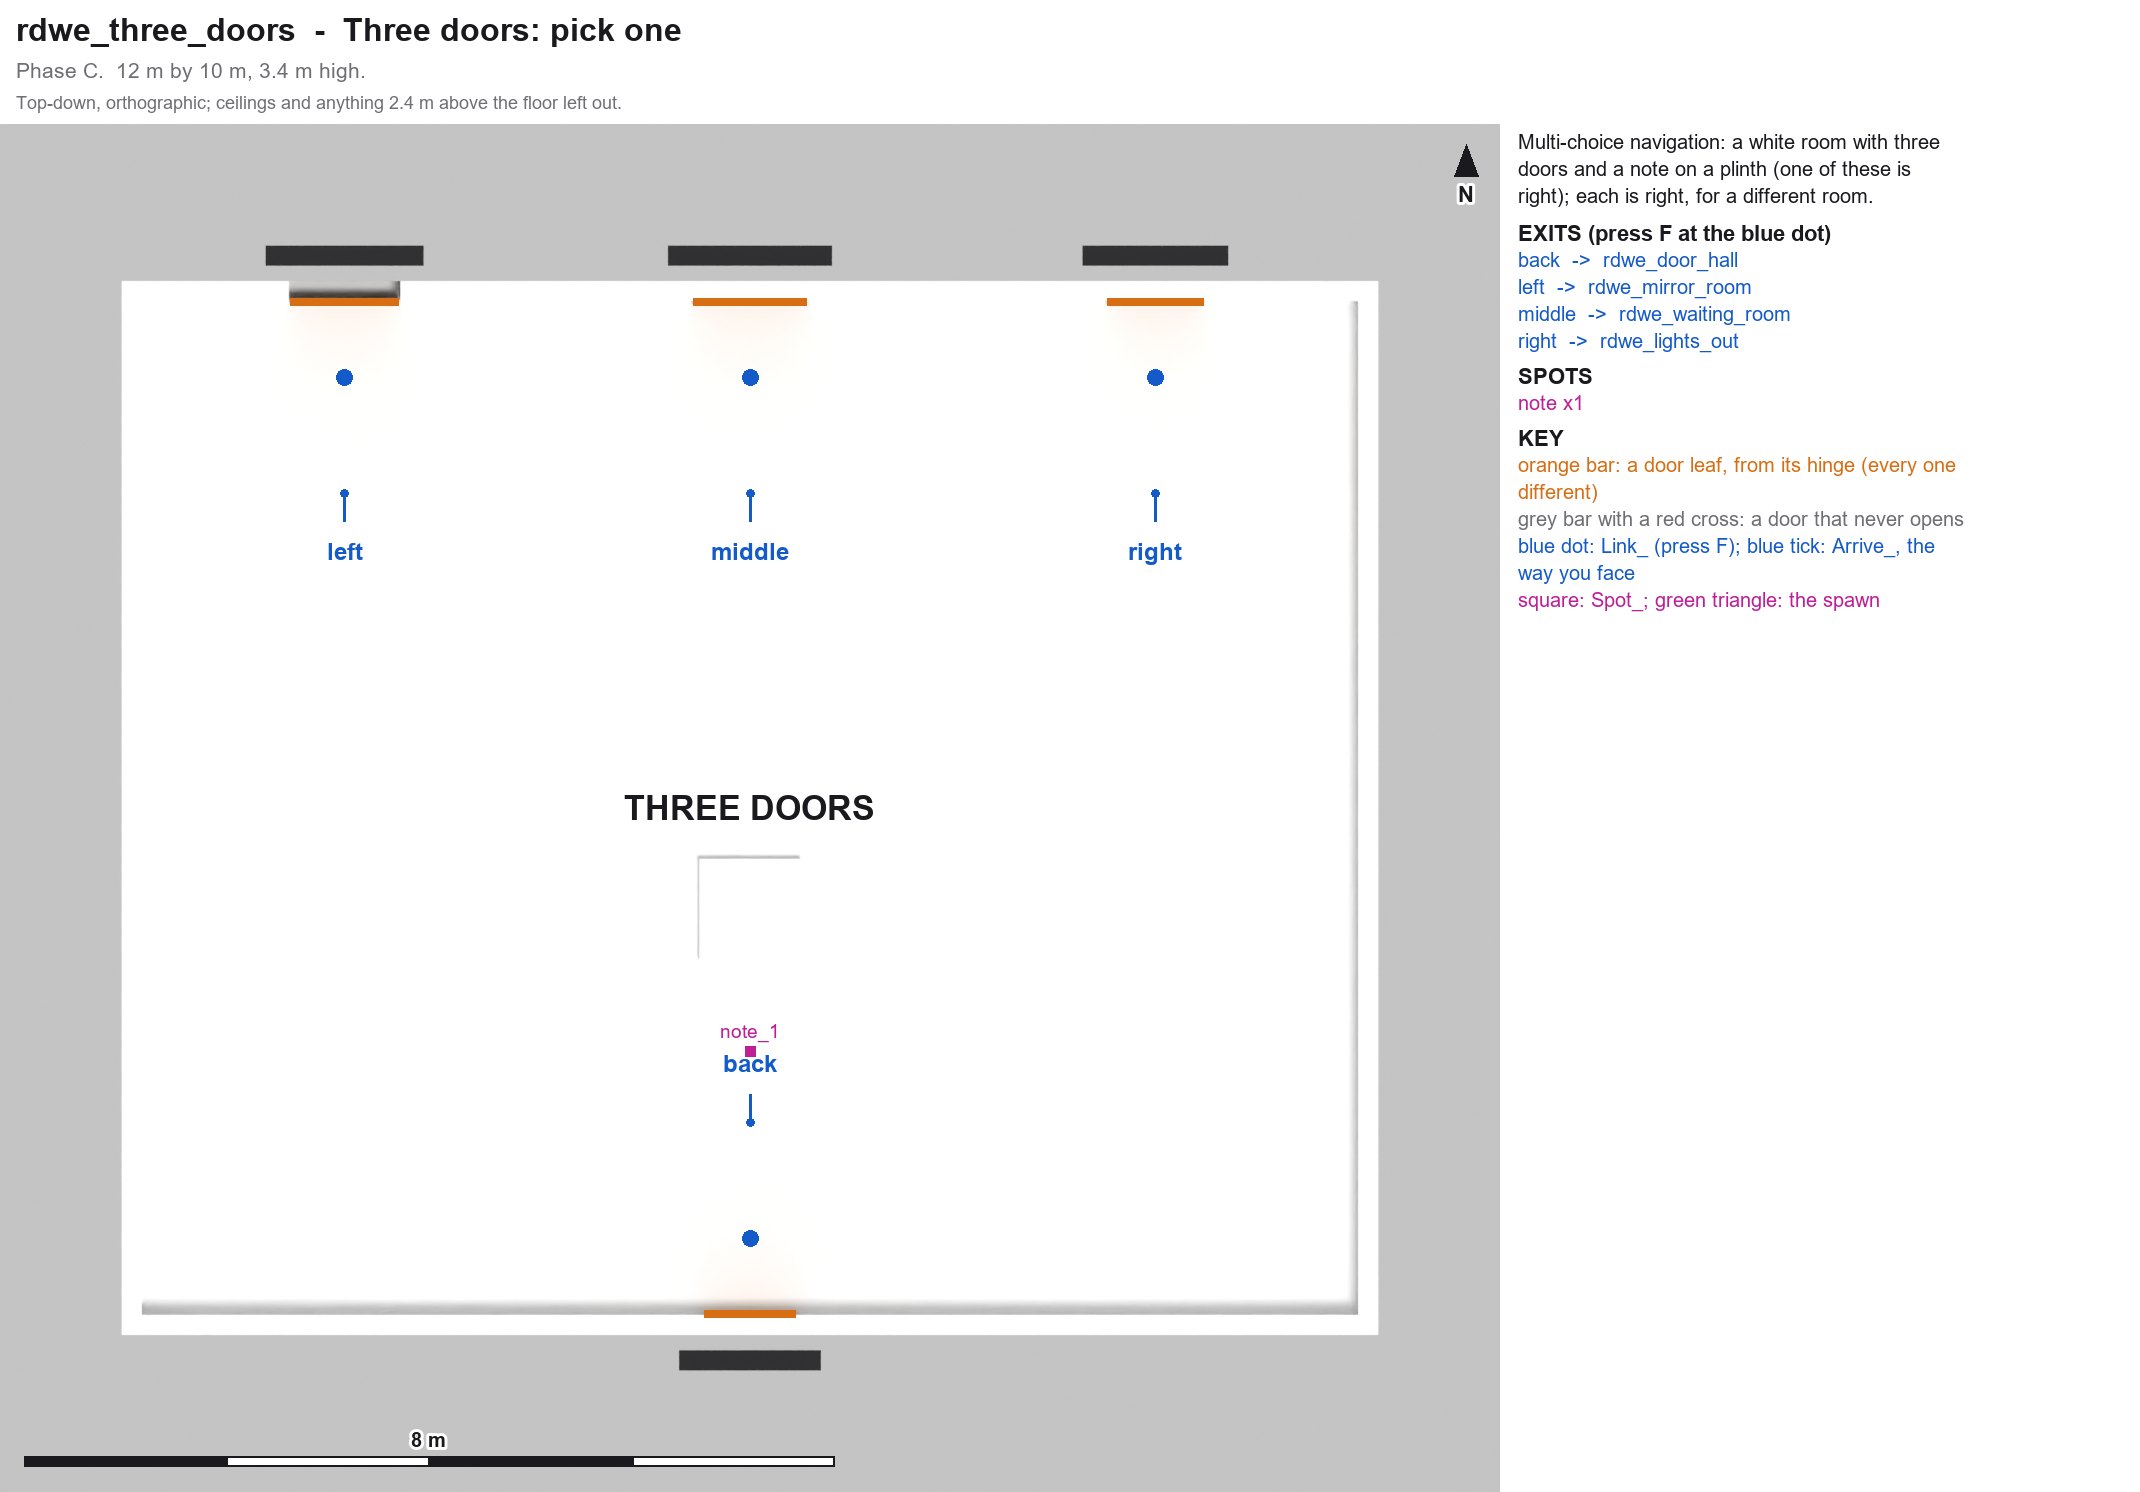 rdwe_three_doors - Three doors: pick one
Phase C. 12 m by 10 m, 3.4 m high.
Top-down, orthographic; ceilings and anything 2.4 m above the floor left out.
N
left
middle
right
THREE DOORS
note_1
back
8 m
Multi-choice navigation: a white room with three
doors and a note on a plinth (one of these is
right); each is right, for a different room.
EXITS (press F at the blue dot)
back -> rdwe_door_hall
left -> rdwe_mirror_room
middle -> rdwe_waiting_room
right -> rdwe_lights_out
SPOTS
note x1
KEY
orange bar: a door leaf, from its hinge (every one
different)
grey bar with a red cross: a door that never opens
blue dot: Link_ (press F); blue tick: Arrive_, the
way you face
square: Spot_; green triangle: the spawn